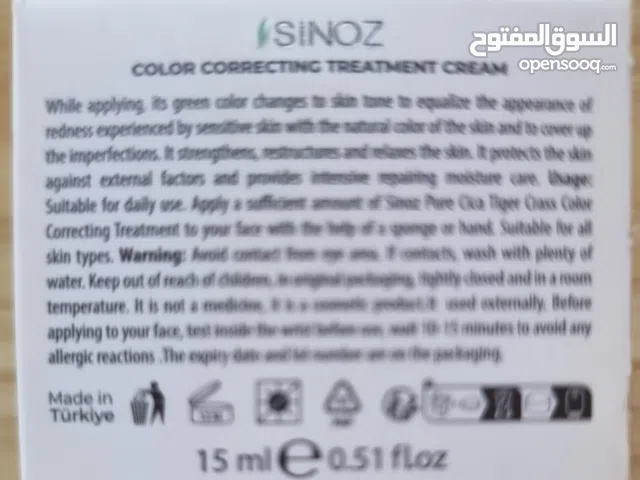 SiNOZ
السوق المفتوح
opensooq.com
COLOR CORRECTING TREATMENT CREAM
While applying, its green color changes to skin tone to equalize the appearance of
redness experienced by sensitive skin with the natural color of the skin and to cover up
the imperfections. It strengthens, restructures and relaxes the skin. It protects the skin
against external factors and provides intensive repairing moisture care. Usage:
Suitable for daily use. Apply a sufficient amount of Sinoz Pure Cica Tiger Grass Color
Correcting Treatment to your face with the help of a sponge or hand. Suitable for all
skin types. Warning: Avoid contact from eye area. If contacts, wash with plenty of
water. Keep out of reach of children, in original packaging, tightly closed and in a room
temperature. It is not a medicine, it is a cosmetic product.It used externally. Before
applying to your face, test inside the wrist before use, wait 10-15 minutes to avoid any
allergic reactions .The expiry date and lot number are on the packaging.
Made in
Türkiye
15 ml e 0.51 fl.oz